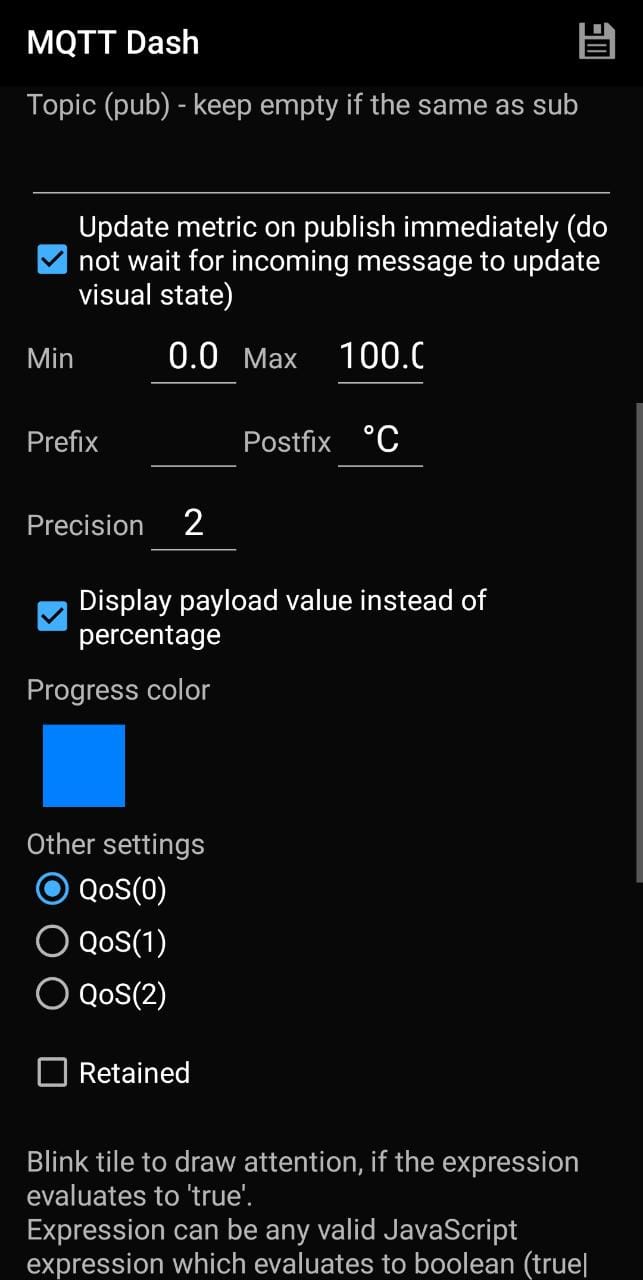 MQTT Dash
Topic (pub) - keep empty if the same as sub
Update metric on publish immediately (do
not wait for incoming message to update
visual state)
Min 0.0 Max 100.0
Prefix Postfix °C
Precision 2
Display payload value instead of
percentage
Progress color
Other settings
QoS(0)
QoS(1)
QoS(2)
Retained
Blink tile to draw attention, if the expression
evaluates to 'true'.
Expression can be any valid JavaScript
expression which evaluates to boolean (true|